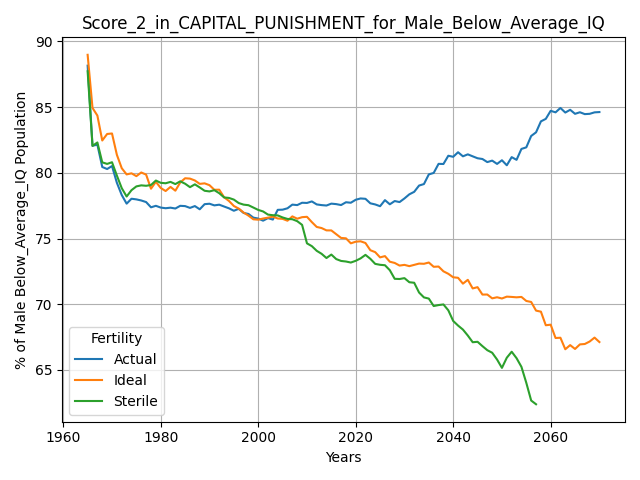 Score_2_in_CAPITAL_PUNISHMENT_for_Male_Below_Average_IQ
90
85
80
75
70
65
% of Male Below_Average_IQ Population
Fertility
Actual
Ideal
Sterile
1960
1980
2000
2020
2040
2060
Years